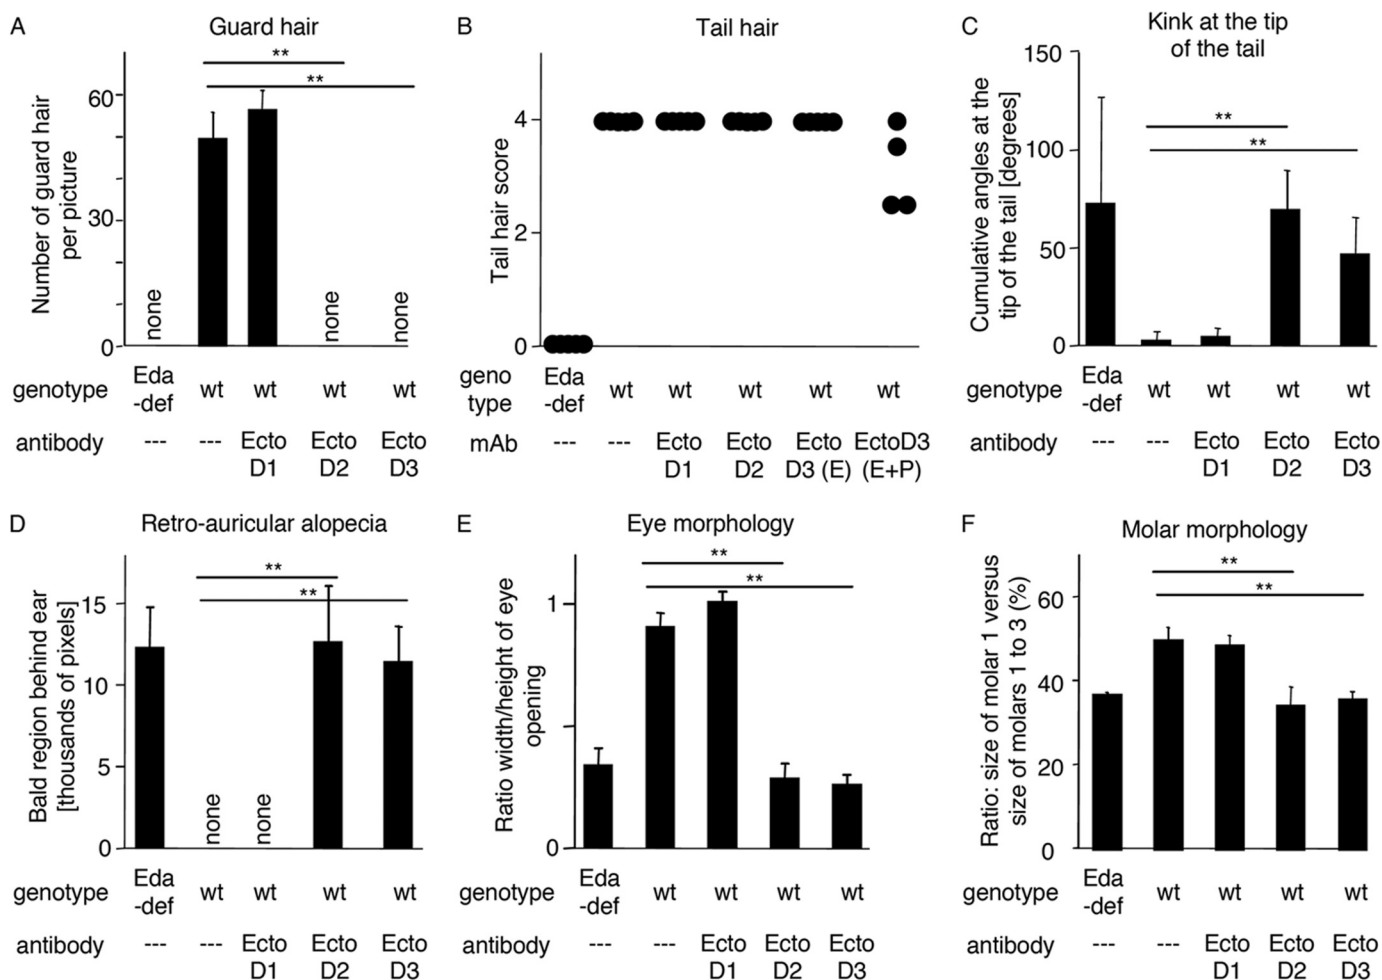 A
Guard hair
**
**
Number of guard hair
per picture
60
30
0
none
none
none
genotype
Eda
-def
wt
wt
wt
wt
antibody
---
---
Ecto
D1
Ecto
D2
Ecto
D3
B
Tail hair
Tail hair score
4
2
0
geno
type
Eda
-def
wt
wt
wt
wt
wt
mAb
---
---
Ecto
D1
Ecto
D2
Ecto
D3 (E)
EctoD3
(E+P)
C
Kink at the tip
of the tail
**
**
Cumulative angles at the
tip of the tail [degrees]
150
100
50
0
genotype
Eda
-def
wt
wt
wt
wt
antibody
---
---
Ecto
D1
Ecto
D2
Ecto
D3
D
Retro-auricular alopecia
**
**
Bald region behind ear
[thousands of pixels]
15
10
5
0
none
none
genotype
Eda
-def
wt
wt
wt
wt
antibody
---
---
Ecto
D1
Ecto
D2
Ecto
D3
E
Eye morphology
**
**
Ratio width/height of eye
opening
1
0
genotype
Eda
-def
wt
wt
wt
wt
antibody
---
---
Ecto
D1
Ecto
D2
Ecto
D3
F
Molar morphology
**
**
Ratio: size of molar 1 versus
size of molars 1 to 3 (%)
60
40
20
0
genotype
Eda
-def
wt
wt
wt
wt
antibody
---
---
Ecto
D1
Ecto
D2
Ecto
D3